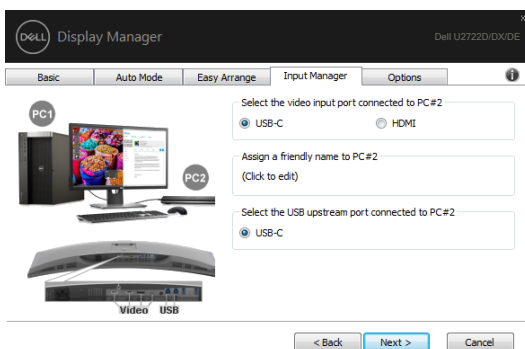 DELL Display Manager
Dell U2722D/DX/DE
x
Basic Auto Mode Easy Arrange Input Manager Options
PC1
PC2
Video USB
Select the video input port connected to PC#2
USB-C HDMI
Assign a friendly name to PC#2
(Click to edit)
Select the USB upstream port connected to PC#2
USB-C
< Back Next > Cancel